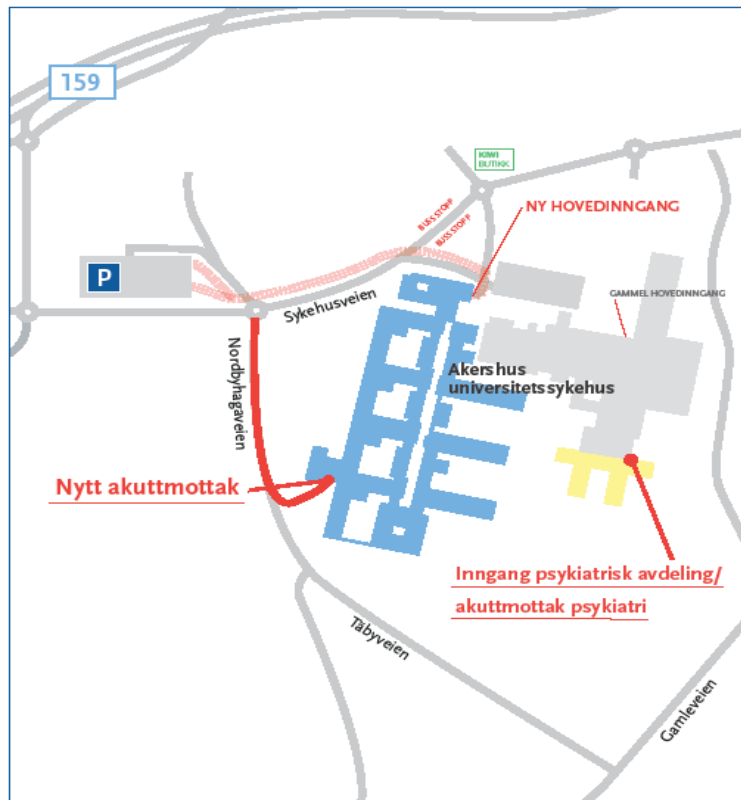 159
KIWI
BUTIKK
BUSS STOPP
BUSS STOPP
NY HOVEDINNGANG
P
GAMMEL HOVEDINNGANG
Sykehusveien
Nordbyhagaveien
Akershus
universitetssykehus
Nytt akuttmottak
Inngang psykiatrisk avdeling/
akuttmottak psykiatri
Täbyveien
Gamleveien